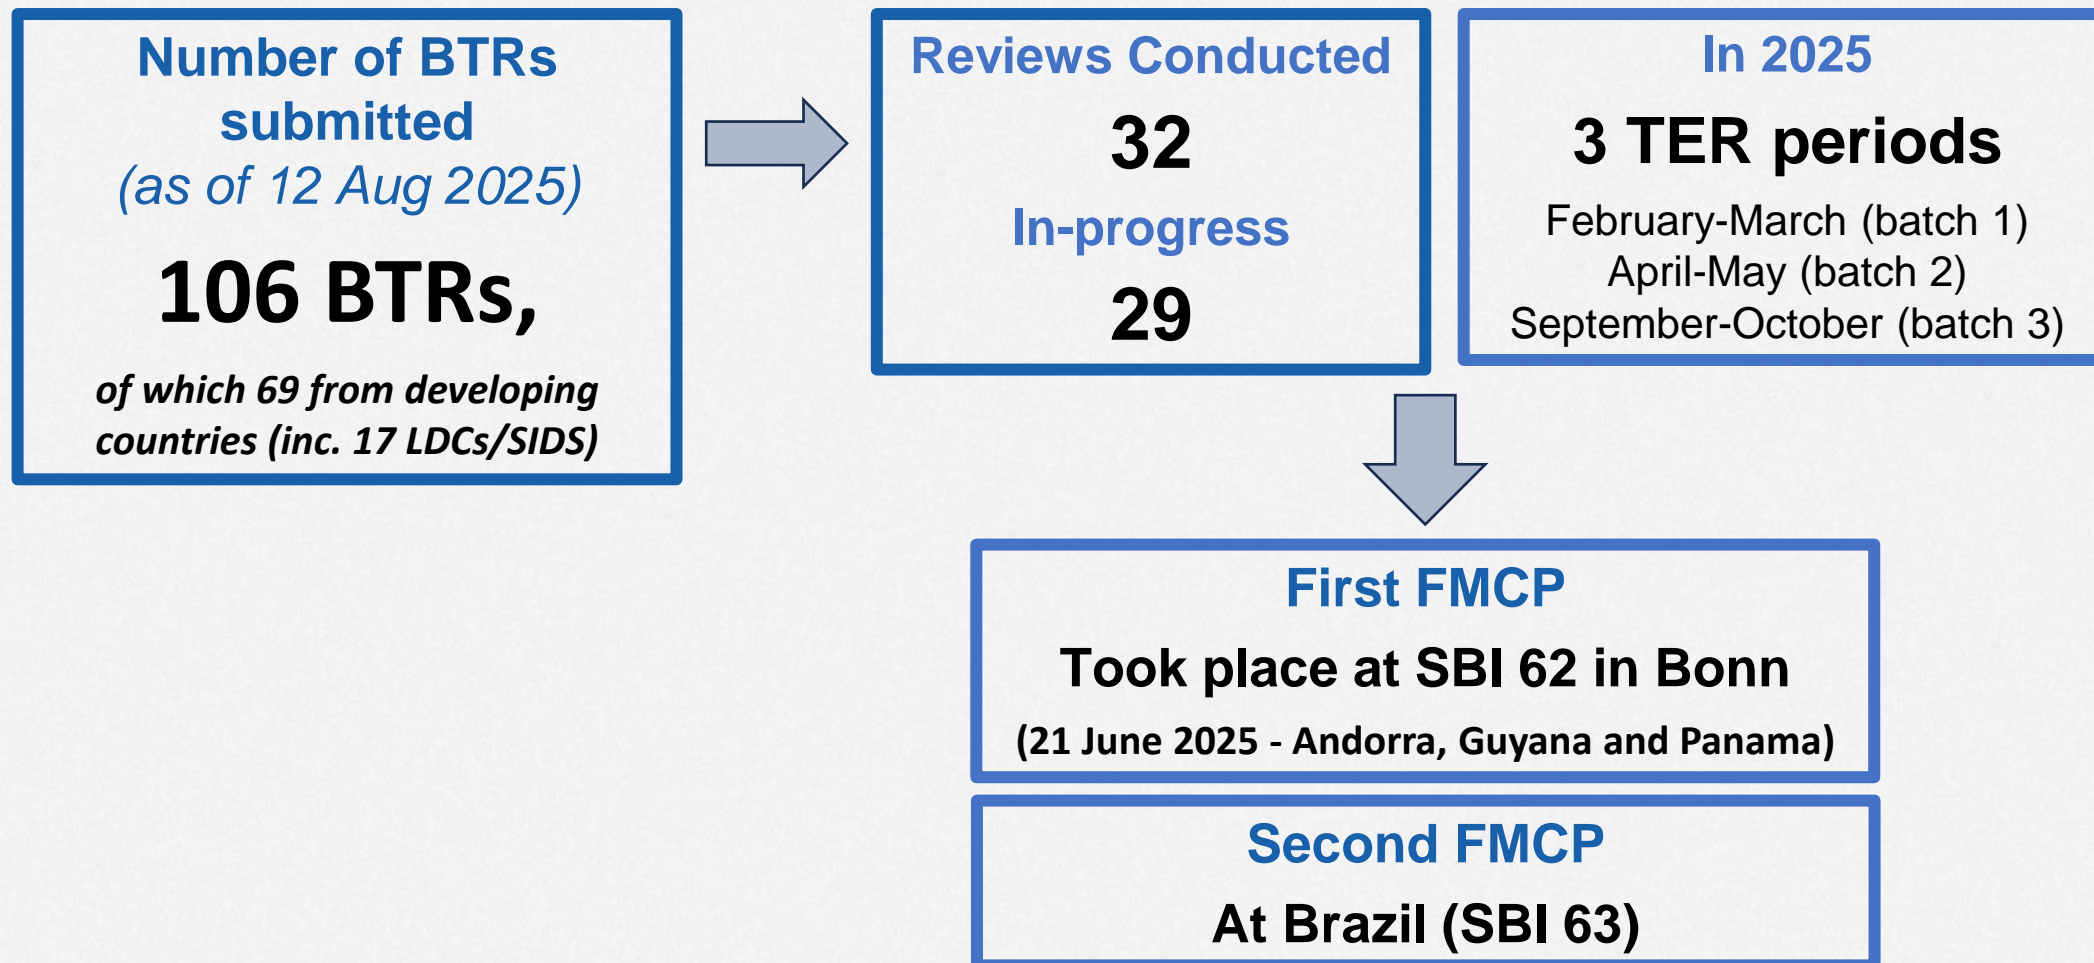 Number of BTRs
submitted
(as of 12 Aug 2025)
106 BTRs,
of which 69 from developing
countries (inc. 17 LDCs/SIDS)
Reviews Conducted
32
In-progress
29
In 2025
3 TER periods
February-March (batch 1)
April-May (batch 2)
September-October (batch 3)
First FMCP
Took place at SBI 62 in Bonn
(21 June 2025 - Andorra, Guyana and Panama)
Second FMCP
At Brazil (SBI 63)